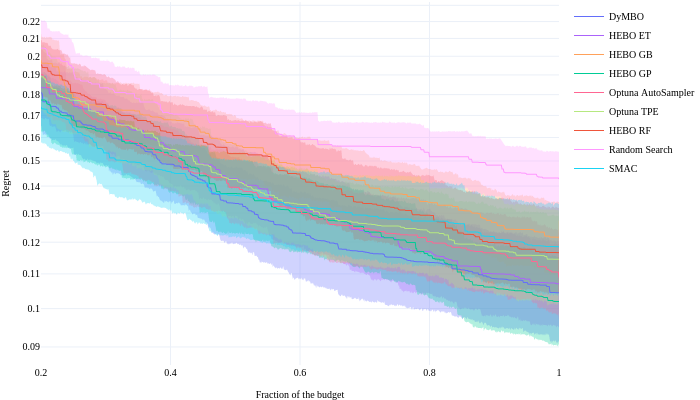 0.22
0.21
0.2
0.19
0.18
0.17
0.16
0.15
0.14
0.13
0.12
0.11
0.1
0.09
Regret
0.2
0.4
0.6
0.8
1
Fraction of the budget
DyMBO
HEBO ET
HEBO GB
HEBO GP
Optuna AutoSampler
Optuna TPE
HEBO RF
Random Search
SMAC